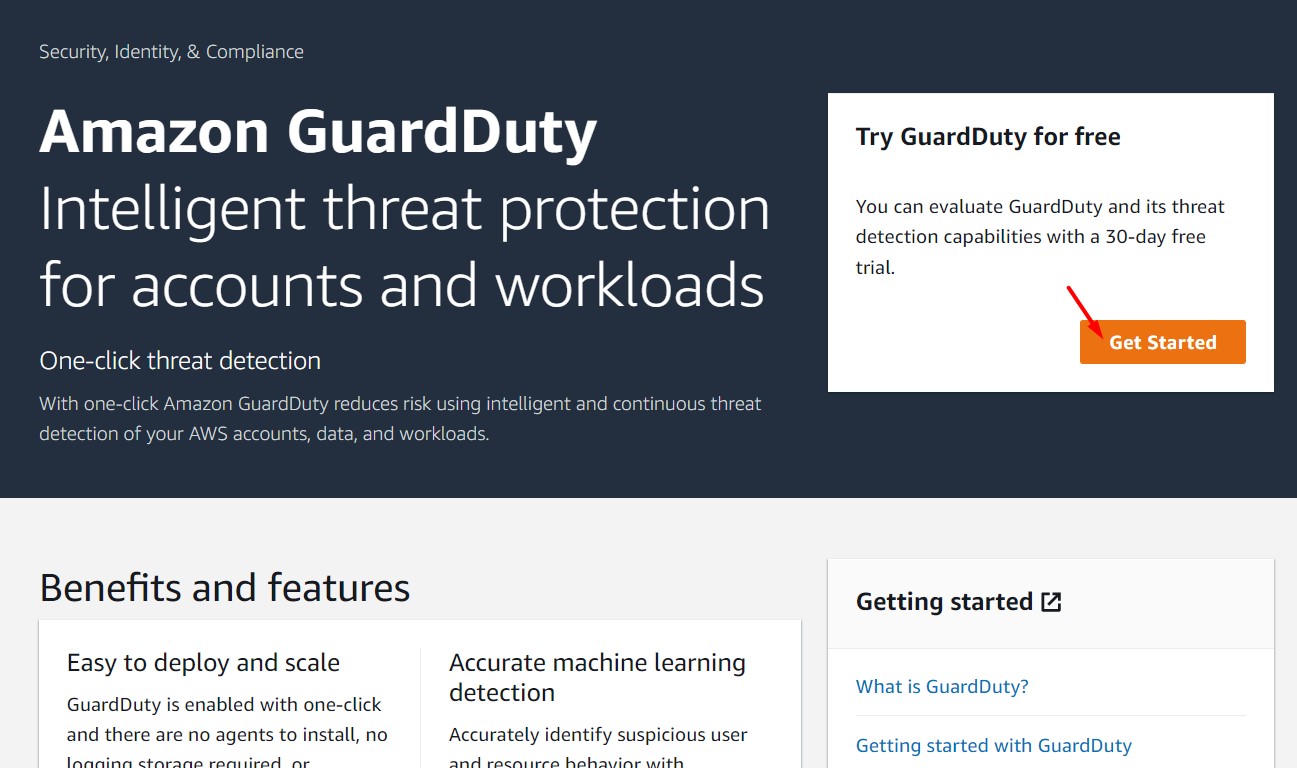 Security, Identity, & Compliance
Amazon GuardDuty
Intelligent threat protection
for accounts and workloads
One-click threat detection
With one-click Amazon GuardDuty reduces risk using intelligent and continuous threat
detection of your AWS accounts, data, and workloads.
Try GuardDuty for free
You can evaluate GuardDuty and its threat
detection capabilities with a 30-day free
trial.
Get Started
Benefits and features
Easy to deploy and scale
GuardDuty is enabled with one-click
and there are no agents to install, no
logging storage required, or
Accurate machine learning
detection
Accurately identify suspicious user
and resource behavior with
Getting started
What is GuardDuty?
Getting started with GuardDuty